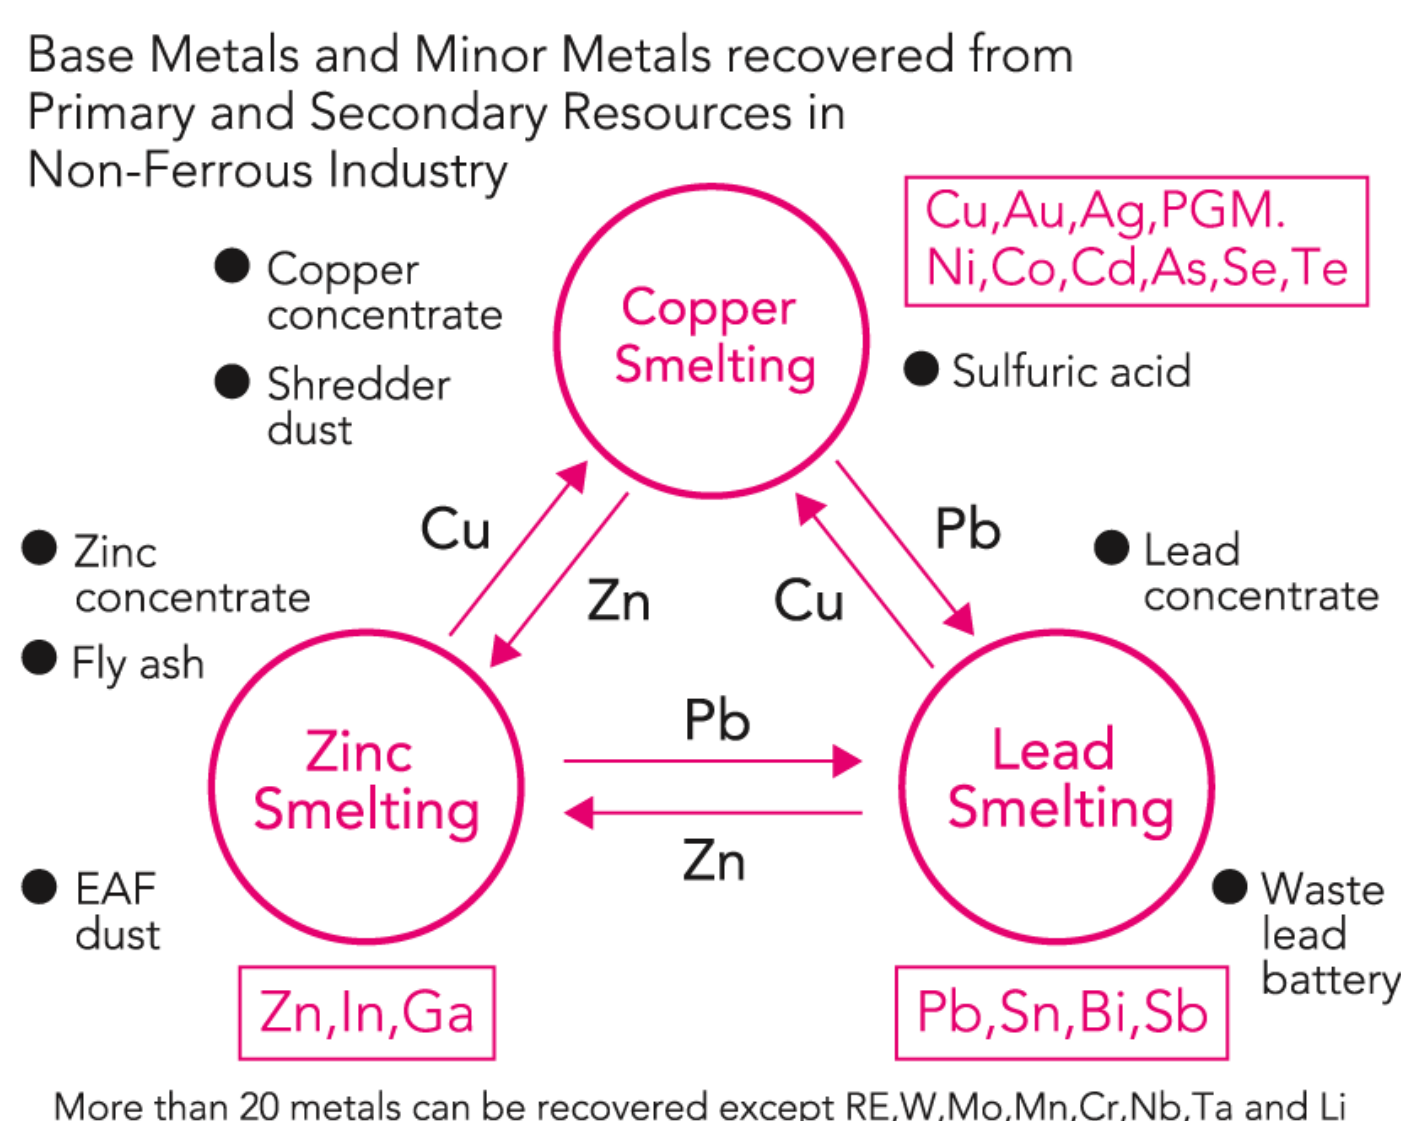 Base Metals and Minor Metals recovered from
Primary and Secondary Resources in
Non-Ferrous Industry
Cu,Au,Ag,PGM.
Ni,Co,Cd,As,Se,Te
Copper
concentrate
Shredder
dust
Copper
Smelting
Sulfuric acid
Cu
Zn
Cu
Pb
Zinc
concentrate
Fly ash
Lead
concentrate
Zinc
Smelting
Pb
Zn
Lead
Smelting
EAF
dust
Waste
lead
battery
Zn,In,Ga
Pb,Sn,Bi,Sb
More than 20 metals can be recovered except RE,W,Mo,Mn,Cr,Nb,Ta and Li